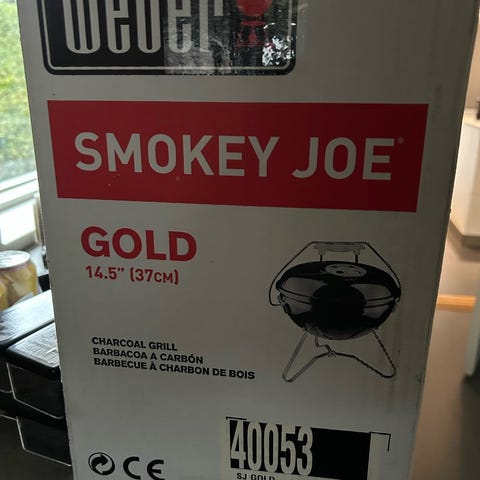 weber
SMOKEY JOE®
GOLD
14.5" (37CM)
CHARCOAL GRILL
BARBACOA A CARBÓN
BARBECUE À CHARBON DE BOIS
CE
40053
SJ GOLD